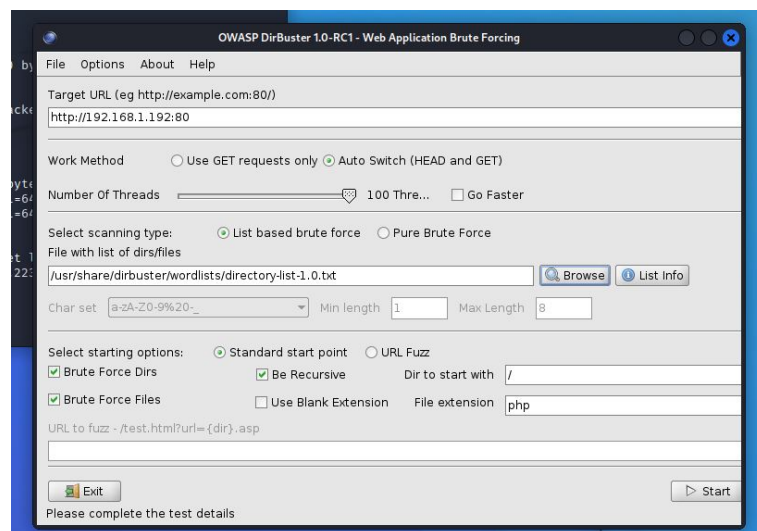 OWASP DirBuster 1.0-RC1 - Web Application Brute Forcing
File Options About Help
Target URL (eg http://example.com:80/)
http://192.168.1.192:80
Work Method Use GET requests only Auto Switch (HEAD and GET)
Number Of Threads 100 Thre... Go Faster
Select scanning type: List based brute force Pure Brute Force
File with list of dirs/files
/usr/share/dirbuster/wordlists/directory-list-1.0.txt Browse List Info
Char set a-zA-Z0-9%20-_ Min length 1 Max Length 8
Select starting options: Standard start point URL Fuzz
Brute Force Dirs Be Recursive Dir to start with /
Brute Force Files Use Blank Extension File extension php
URL to fuzz - /test.html?url={dir}.asp
Exit Start
Please complete the test details